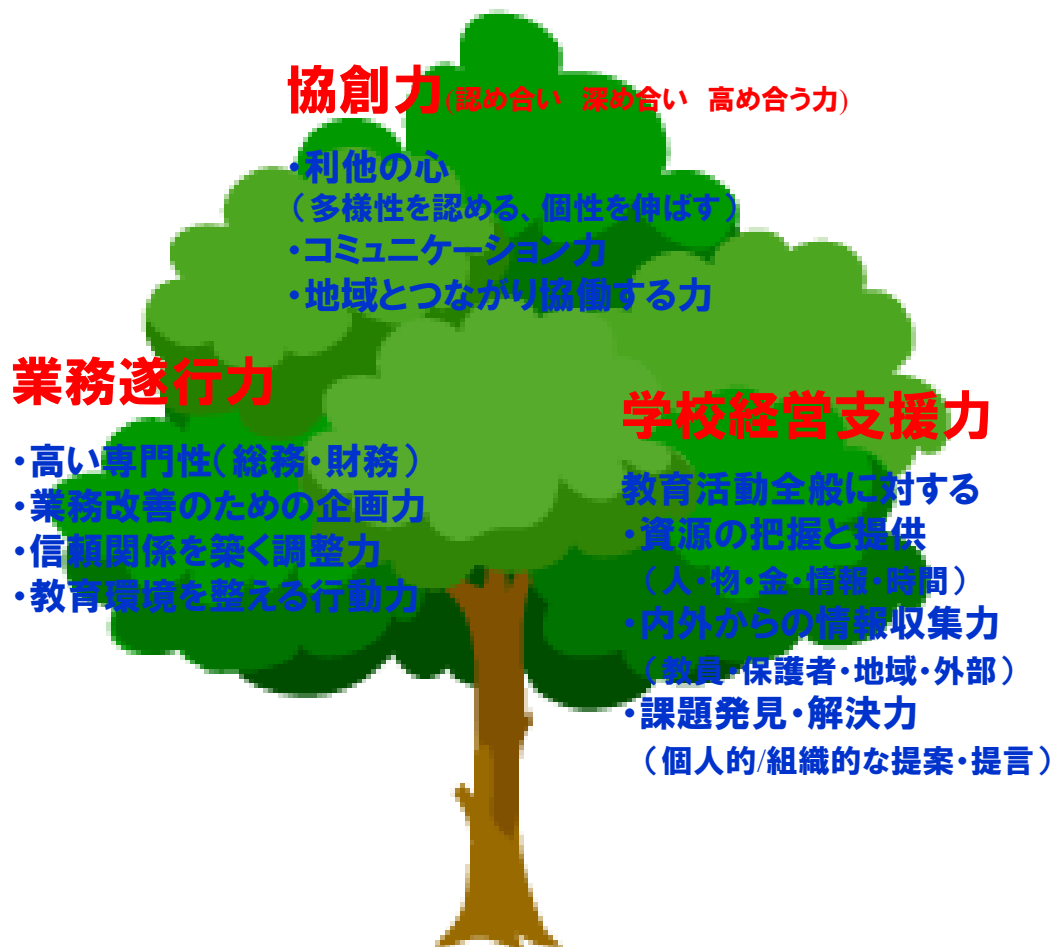 協創力(認め合い　深め合い　高め合う力)
・利他の心
（多様性を認める、個性を伸ばす）
・コミュニケーション力
・地域とつながり協働する力
業務遂行力
・高い専門性（総務・財務）
・業務改善のための企画力
・信頼関係を築く調整力
・教育環境を整える行動力
学校経営支援力
教育活動全般に対する
・資源の把握と提供
（人・物・金・情報・時間）
・内外からの情報収集力
（教員・保護者・地域・外部）
・課題発見・解決力
（個人的/組織的な提案・提言）